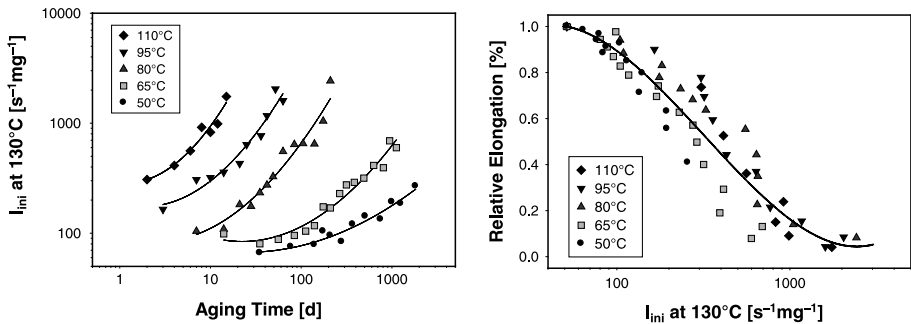 10000
1000
100
1
10
100
1000
I_ini at 130°C [s⁻¹mg⁻¹]
110°C
95°C
80°C
65°C
50°C
Aging Time [d]
1.0
0.8
0.6
0.4
0.2
0.0
100
1000
Relative Elongation [%]
110°C
95°C
80°C
65°C
50°C
I_ini at 130°C [s⁻¹mg⁻¹]